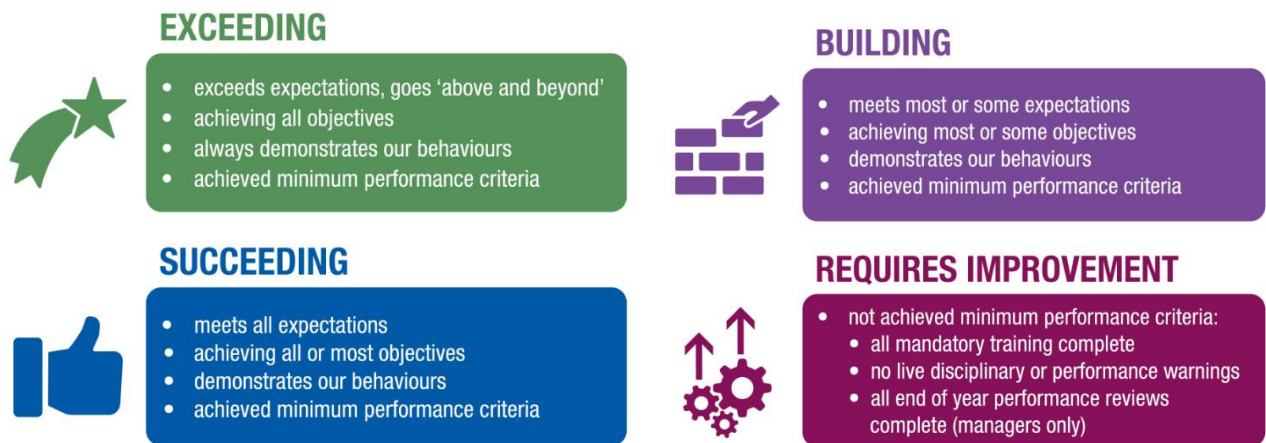 EXCEEDING
exceeds expectations, goes ‘above and beyond’
achieving all objectives
always demonstrates our behaviours
achieved minimum performance criteria
BUILDING
meets most or some expectations
achieving most or some objectives
demonstrates our behaviours
achieved minimum performance criteria
SUCCEEDING
meets all expectations
achieving all or most objectives
demonstrates our behaviours
achieved minimum performance criteria
REQUIRES IMPROVEMENT
not achieved minimum performance criteria:
all mandatory training complete
no live disciplinary or performance warnings
all end of year performance reviews
complete (managers only)